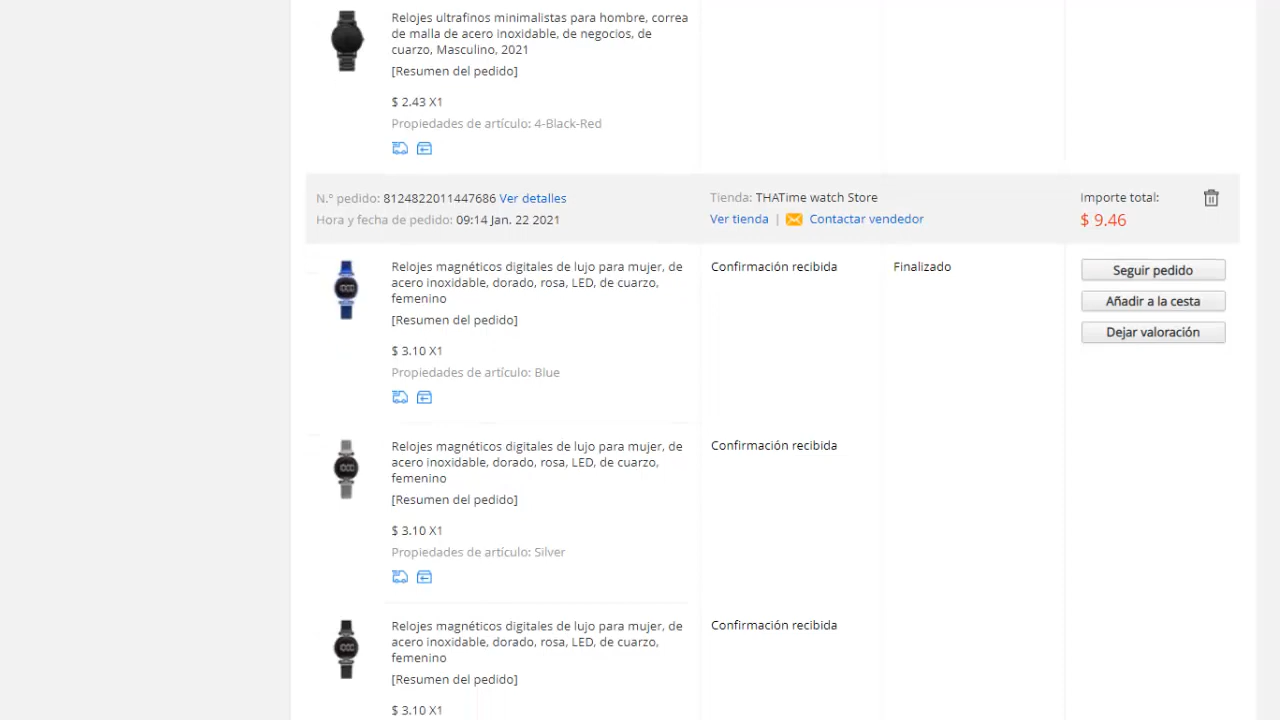 Relojes ultrafinos minimalistas para hombre, correa
de malla de acero inoxidable, de negocios, de
cuarzo, Masculino, 2021
[Resumen del pedido]
$ 2.43 X1
Propiedades de artículo: 4-Black-Red
N.° pedido: 8124822011447686 Ver detalles
Hora y fecha de pedido: 09:14 Jan. 22 2021
Tienda: THATime watch Store
Ver tienda | Contactar vendedor
Importe total:
$ 9.46
Relojes magnéticos digitales de lujo para mujer, de
acero inoxidable, dorado, rosa, LED, de cuarzo,
femenino
[Resumen del pedido]
$ 3.10 X1
Propiedades de artículo: Blue
Confirmación recibida
Finalizado
Seguir pedido
Añadir a la cesta
Dejar valoración
Relojes magnéticos digitales de lujo para mujer, de
acero inoxidable, dorado, rosa, LED, de cuarzo,
femenino
[Resumen del pedido]
$ 3.10 X1
Propiedades de artículo: Silver
Confirmación recibida
Relojes magnéticos digitales de lujo para mujer, de
acero inoxidable, dorado, rosa, LED, de cuarzo,
femenino
[Resumen del pedido]
$ 3.10 X1
Confirmación recibida